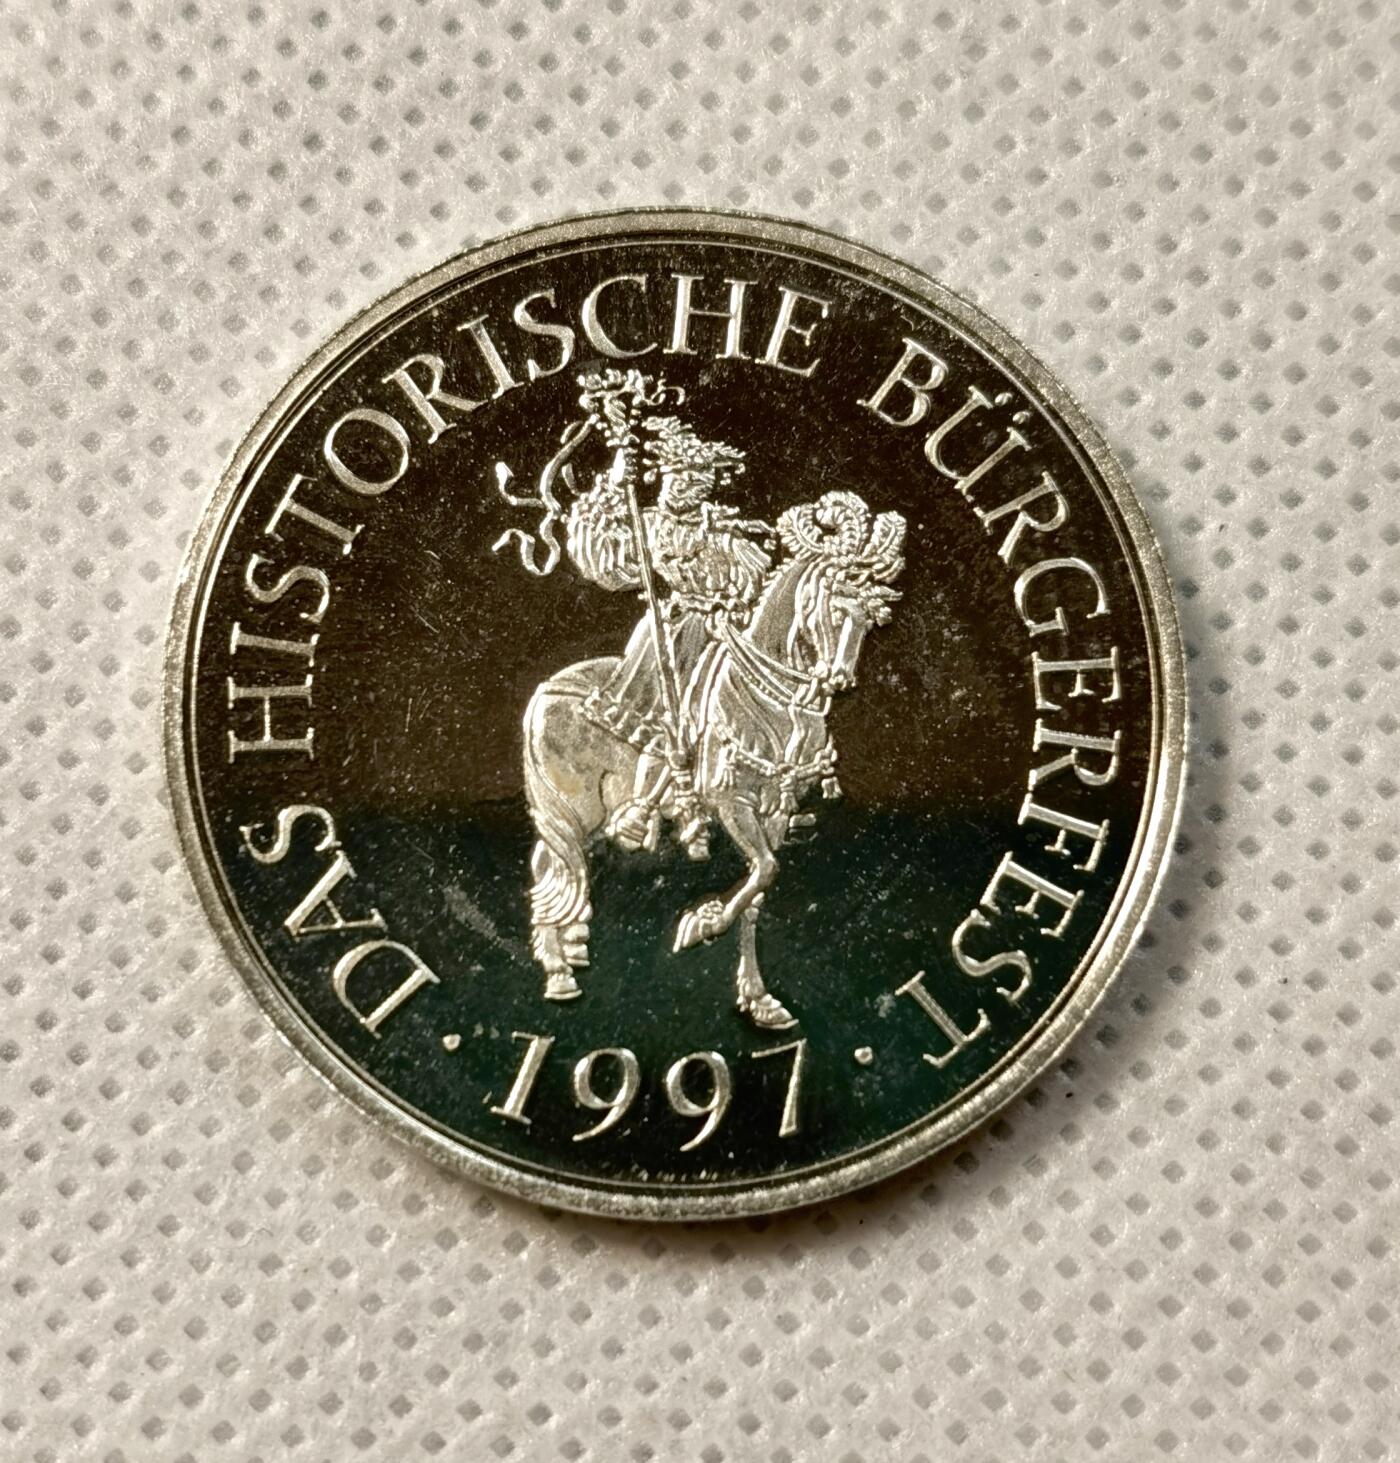 DAS HISTORISCHE BÜRGERFEST
· 1997 ·